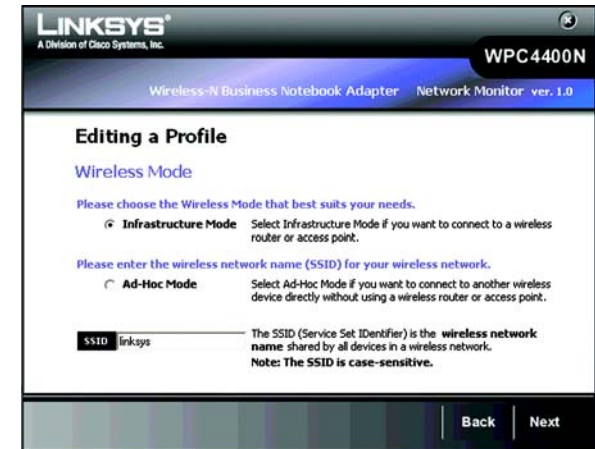 LINKSYS®
A Division of Cisco Systems, Inc.
WPC4400N
Wireless-N Business Notebook Adapter Network Monitor ver. 1.0
Editing a Profile
Wireless Mode
Please choose the Wireless Mode that best suits your needs.
Infrastructure Mode Select Infrastructure Mode if you want to connect to a wireless
router or access point.
Please enter the wireless network name (SSID) for your wireless network.
Ad-Hoc Mode Select Ad-Hoc Mode if you want to connect to another wireless
device directly without using a wireless router or access point.
SSID linksys The SSID (Service Set IDentifier) is the wireless network
name shared by all devices in a wireless network.
Note: The SSID is case-sensitive.
Back Next